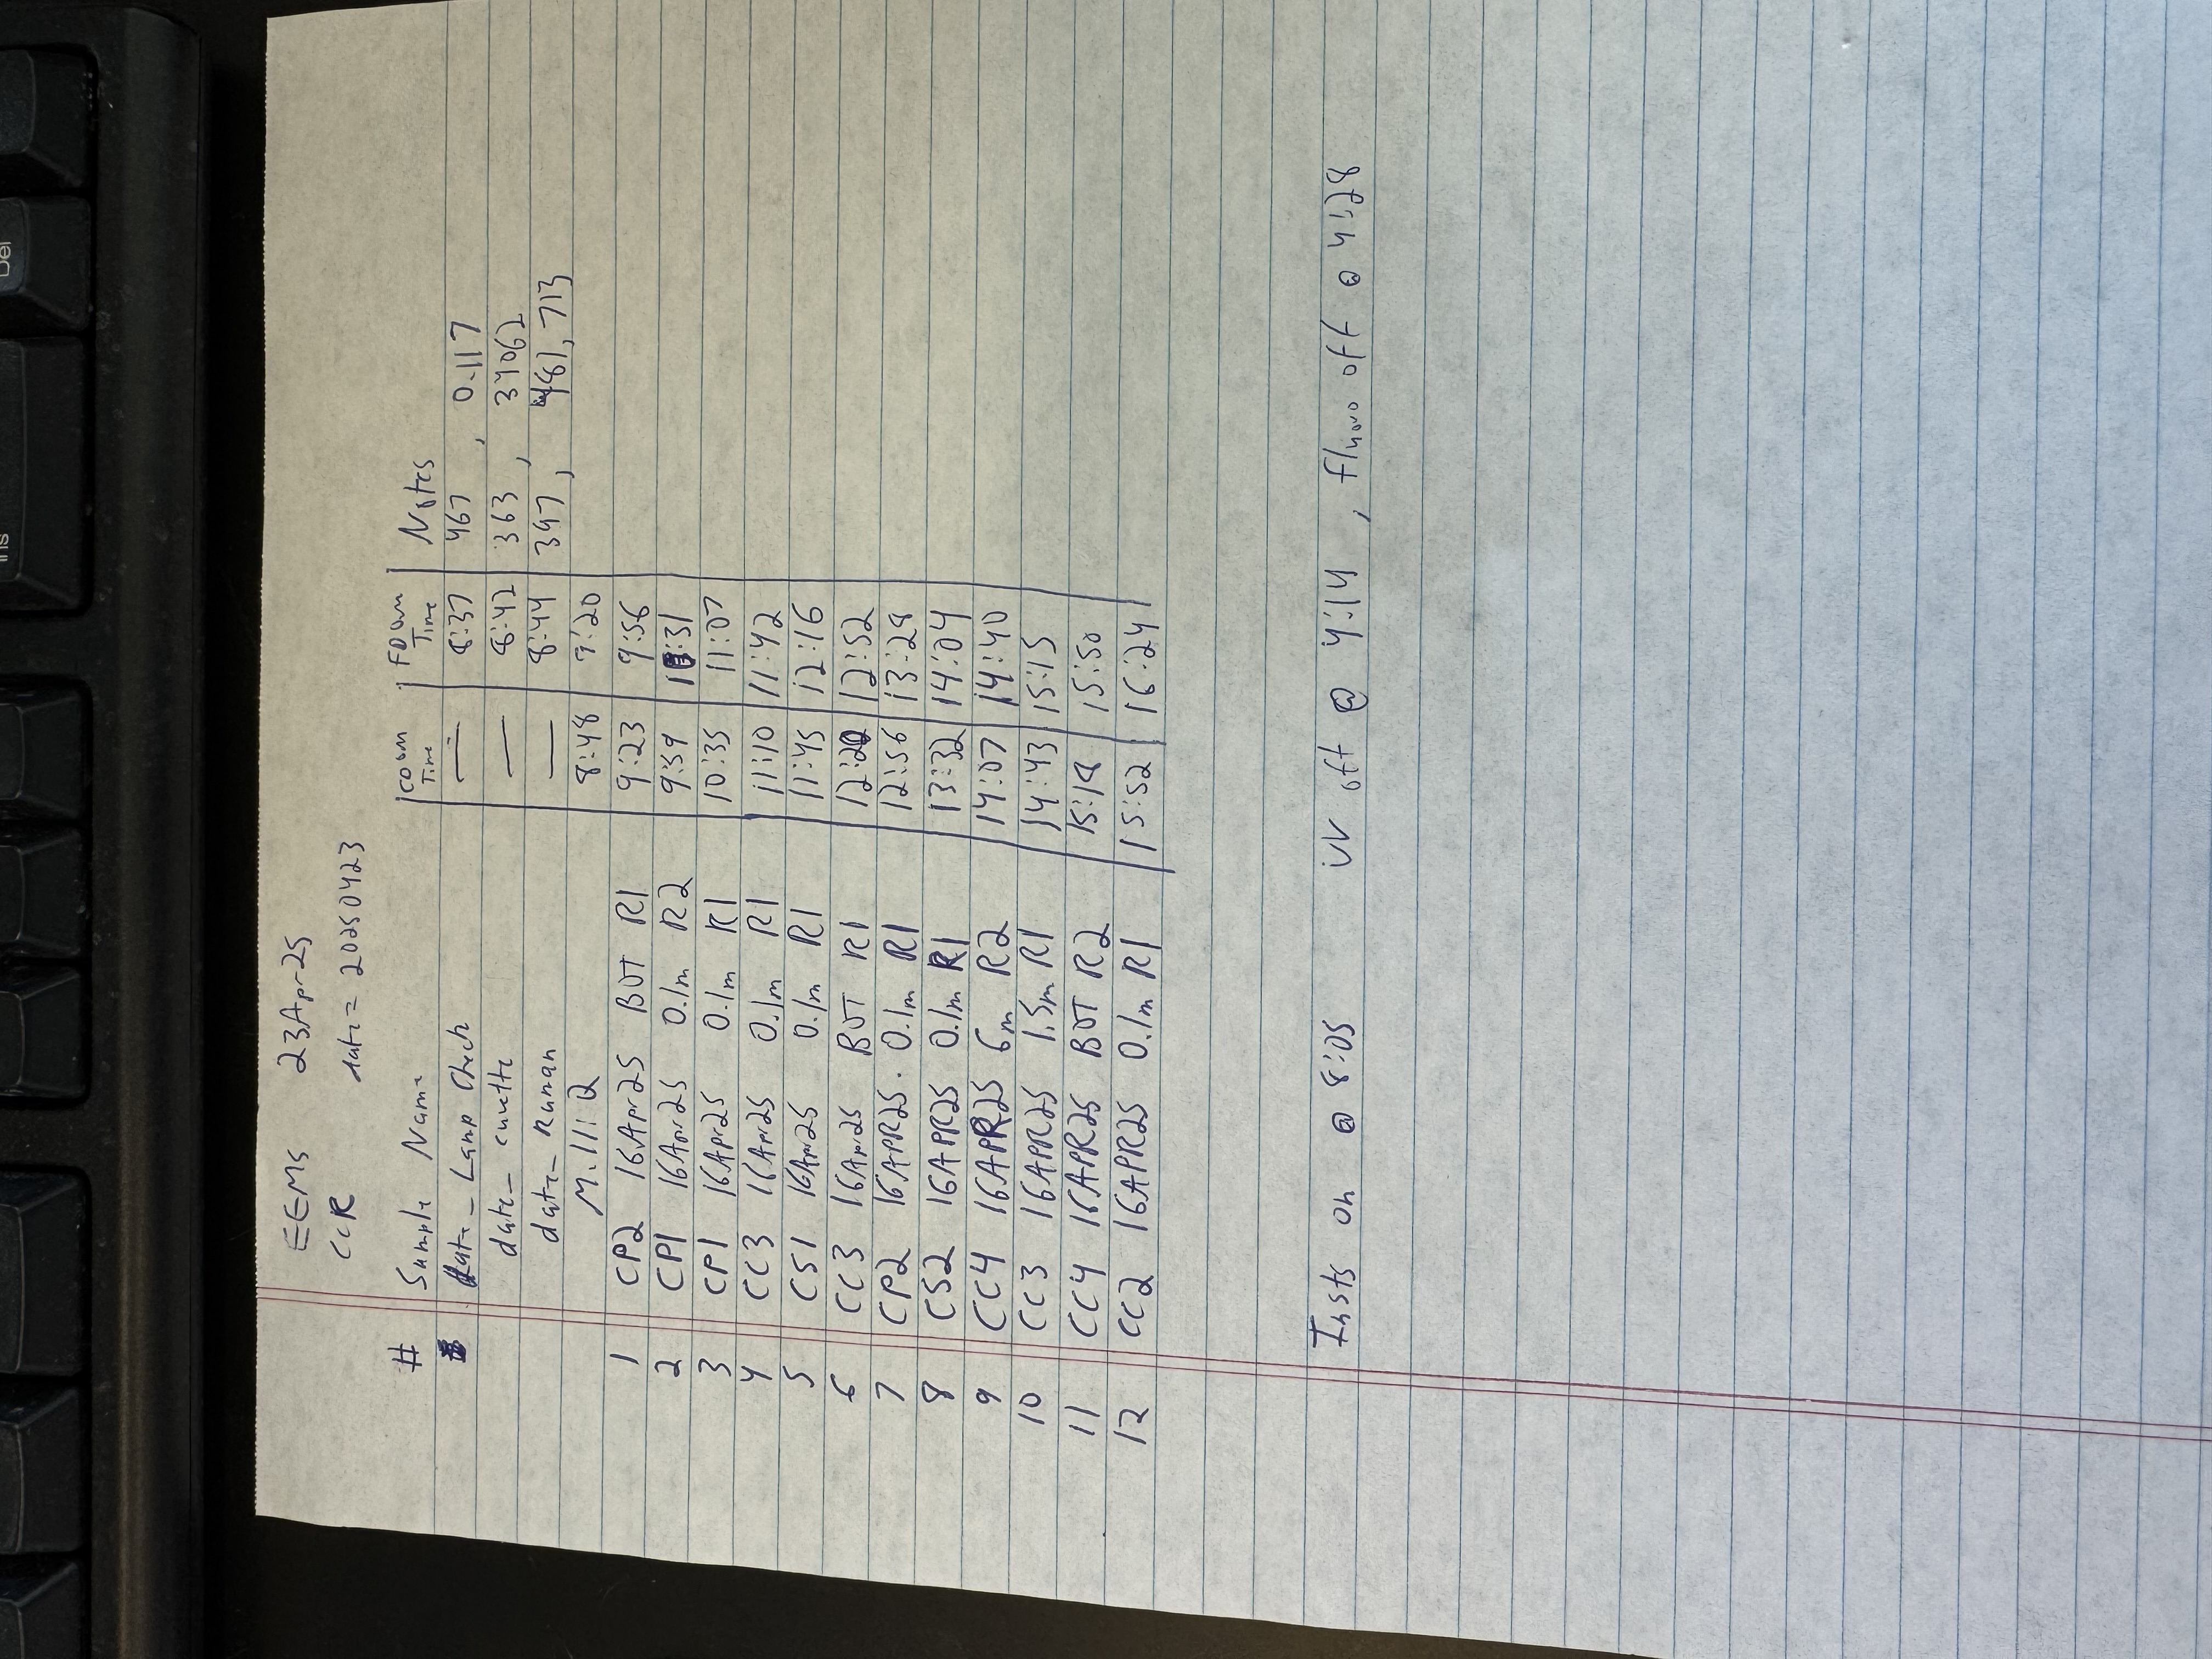 Ins
Del
EEMs 23Apr25
CCR date = 20250423
# Sample Name CDOM Time FDOM Time Notes
date_Lamp Check — 8:37 467 , 0.117
date_cuvette — 8:42 363 , 34062
date_Raman — 8:44 397 , 481,713
MilliQ 8:48 9:20
1 CP2 16Apr25 BOT R1 9:23 9:56
2 CP1 16Apr25 0.1m R2 9:59 10:31
3 CP1 16Apr25 0.1m R1 10:35 11:07
4 CC3 16Apr25 0.1m R1 11:10 11:42
5 CS1 16Apr25 0.1m R1 11:45 12:16
6 CC3 16Apr25 BOT R1 12:20 12:52
7 CP2 16APR25 0.1m R1 12:56 13:28
8 CS2 16APR25 0.1m R1 13:32 14:04
9 CC4 16APR25 6m R2 14:07 14:40
10 CC3 16APR25 1.5m R1 14:43 15:15
11 CC4 16APR25 BOT R2 15:18 15:50
12 CC2 16APR25 0.1m R1 15:52 16:24
Insts on @ 8:05 UV off @ 4:14 , fluoro off @ 4:28